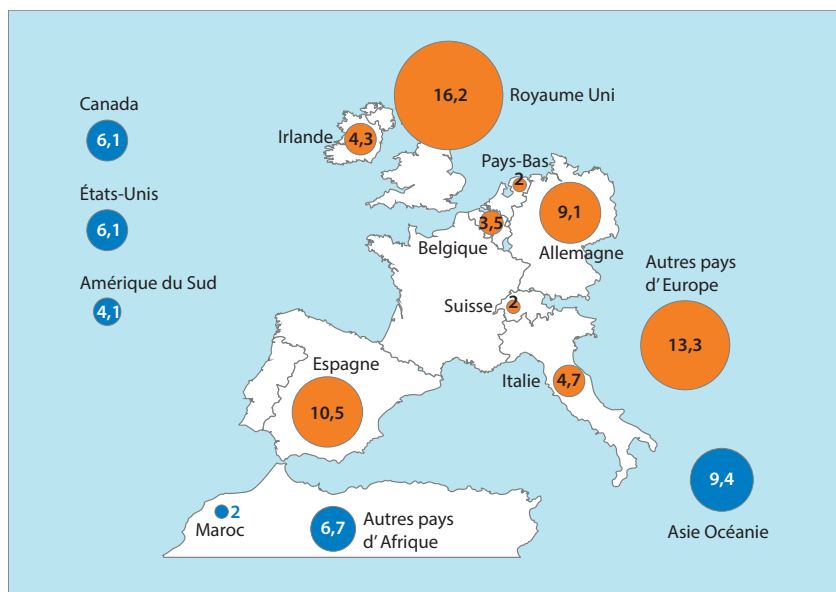 Canada
6,1
États-Unis
6,1
Amérique du Sud
4,1
16,2
Royaume Uni
Irlande
4,3
Pays-Bas
2
3,5
Belgique
9,1
Allemagne
Suisse
2
Autres pays
d'Europe
13,3
Espagne
10,5
Italie
4,7
9,4
Asie Océanie
2
Maroc
6,7
Autres pays
d'Afrique